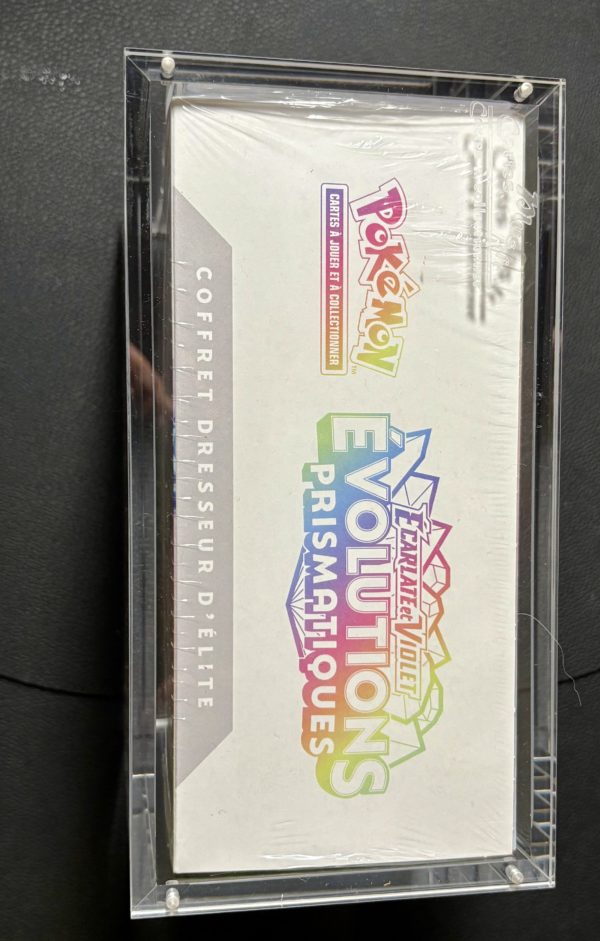 Pokémon
CARTES À JOUER ET À COLLECTIONNER
ÉCARLATE et VIOLET
ÉVOLUTIONS
PRISMATIQUES
COFFRET DRESSEUR D'ÉLITE